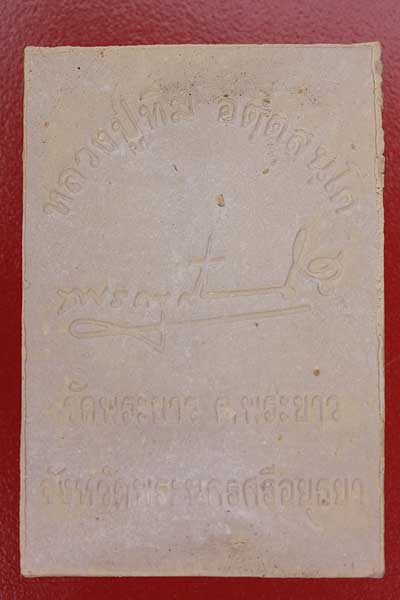 หลวงปู่ทิม อตฺตสนฺโต
วัดพระขาว ต.พระขาว
จังหวัดพระนครศรีอยุธยา